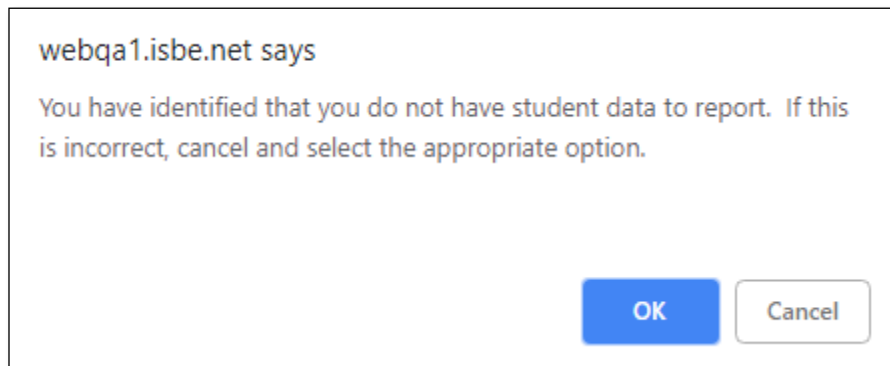 webqa1.isbe.net says
You have identified that you do not have student data to report.  If this
is incorrect, cancel and select the appropriate option.
OK
Cancel